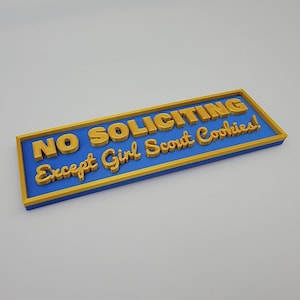 NO SOLICITING
Except Girl Scout Cookies!